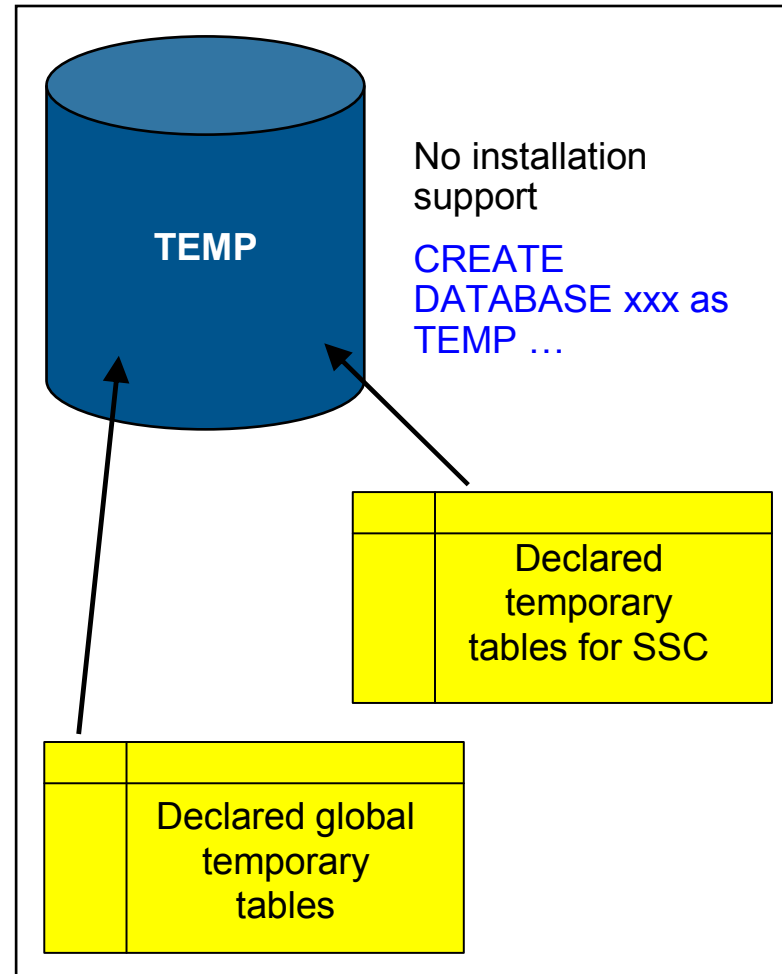 TEMP
No installation
support
CREATE
DATABASE xxx as
TEMP …
Declared
temporary
tables for SSC
Declared global
temporary
tables